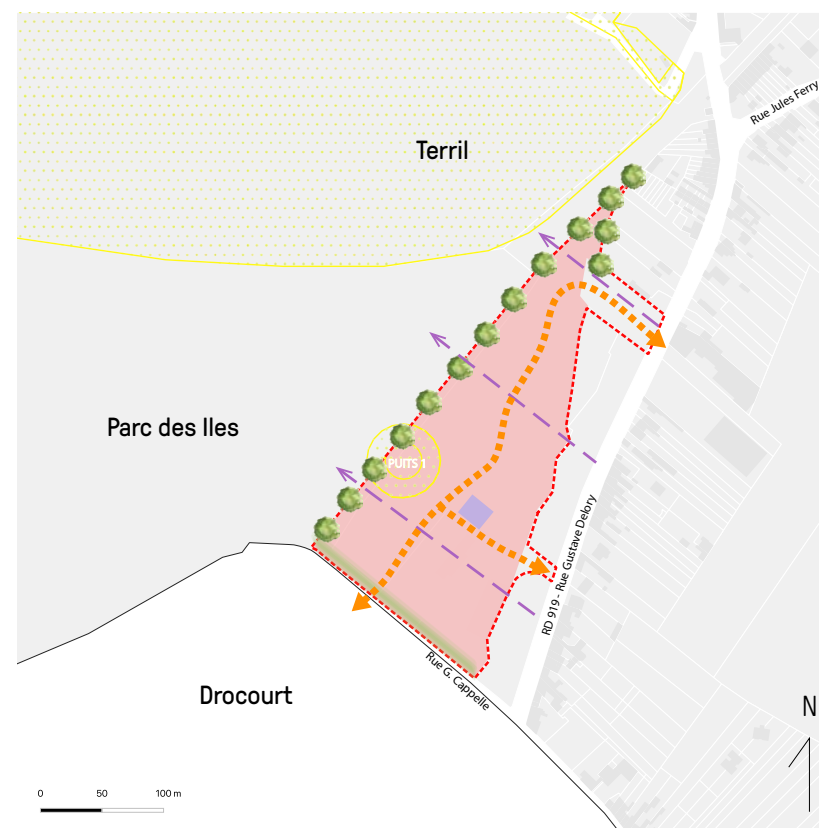 Rue Jules Ferry
Terril
Parc des Iles
PUITS 1
RD 919 - Rue Gustave Delory
Rue G. Cappelle
Drocourt
N
0 50 100 m